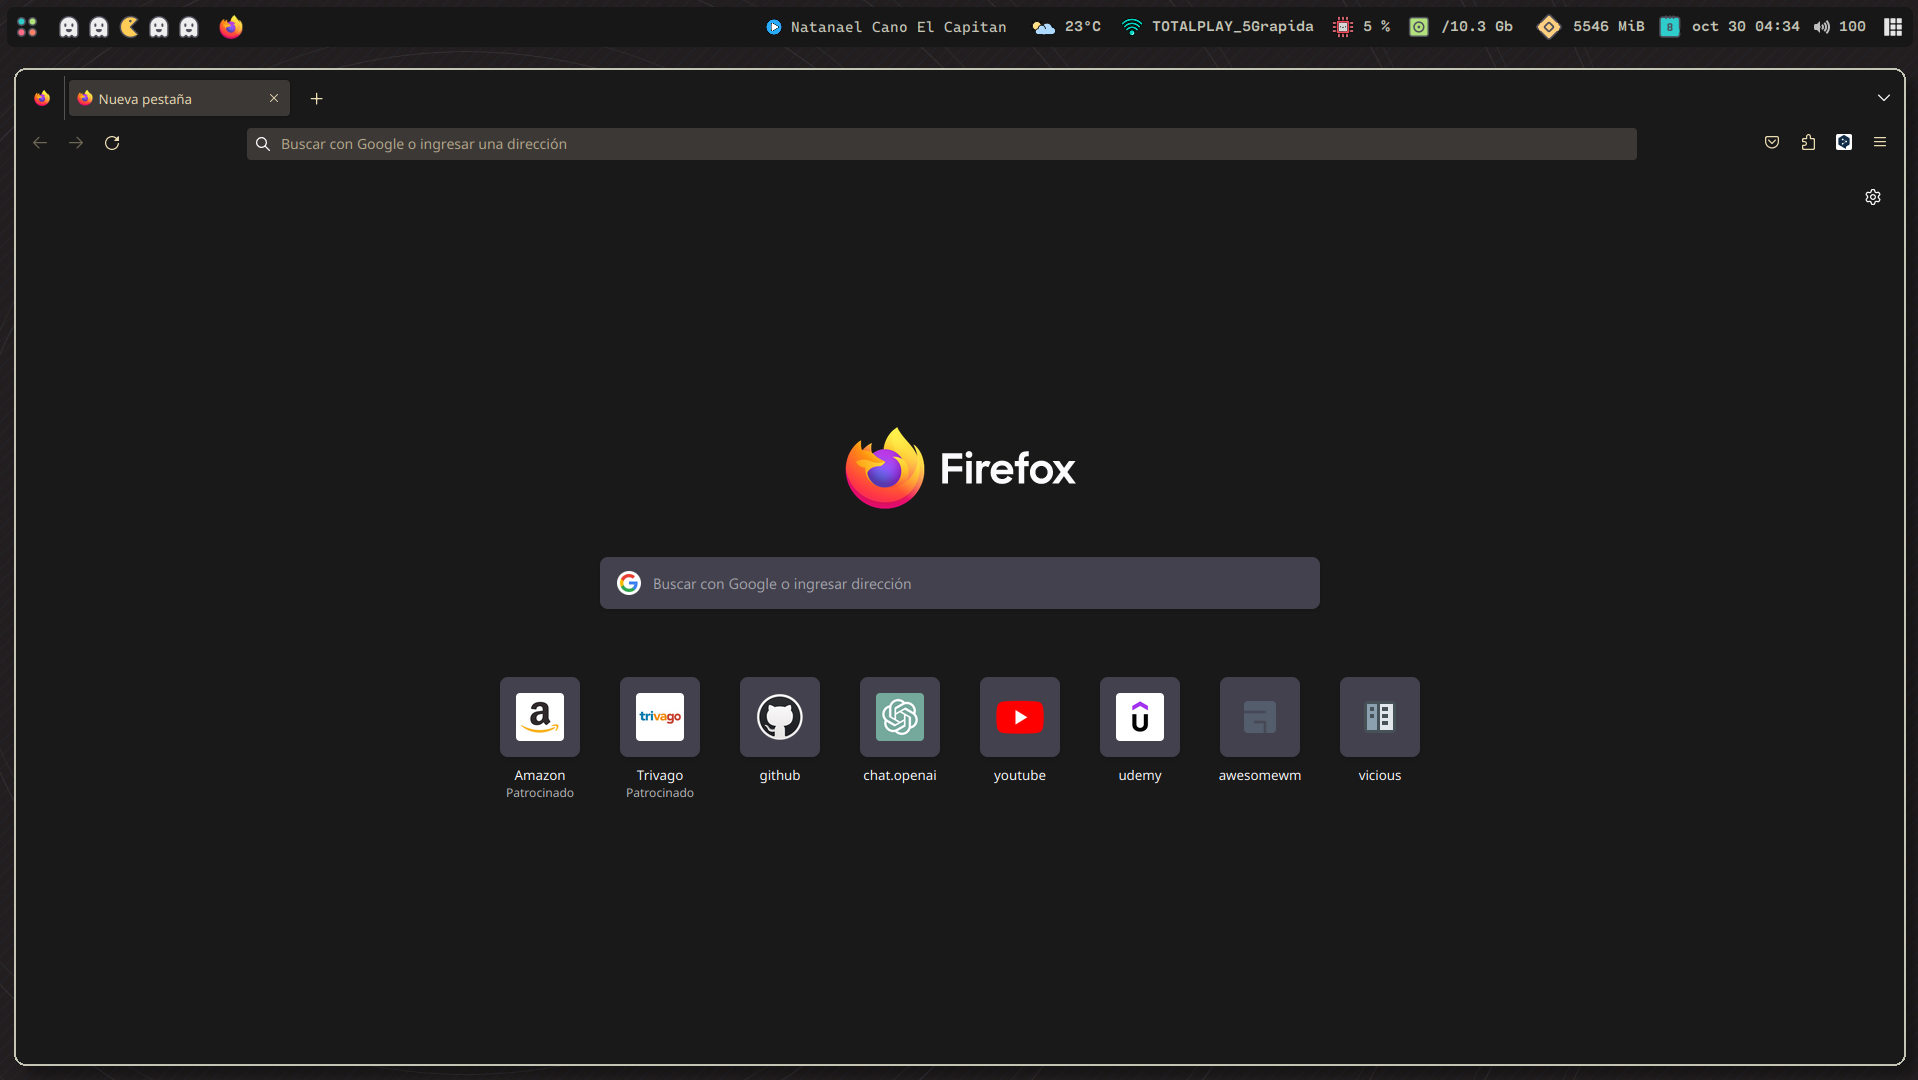 Natanael Cano El Capitan 23°C TOTALPLAY_5Grapida 5 % /10.3 Gb 5546 MiB 8 oct 30 04:34 100
Nueva pestaña
Buscar con Google o ingresar una dirección
Firefox
Buscar con Google o ingresar dirección
a trivago u
Amazon Trivago github chat.openai youtube udemy awesomewm vicious
Patrocinado Patrocinado